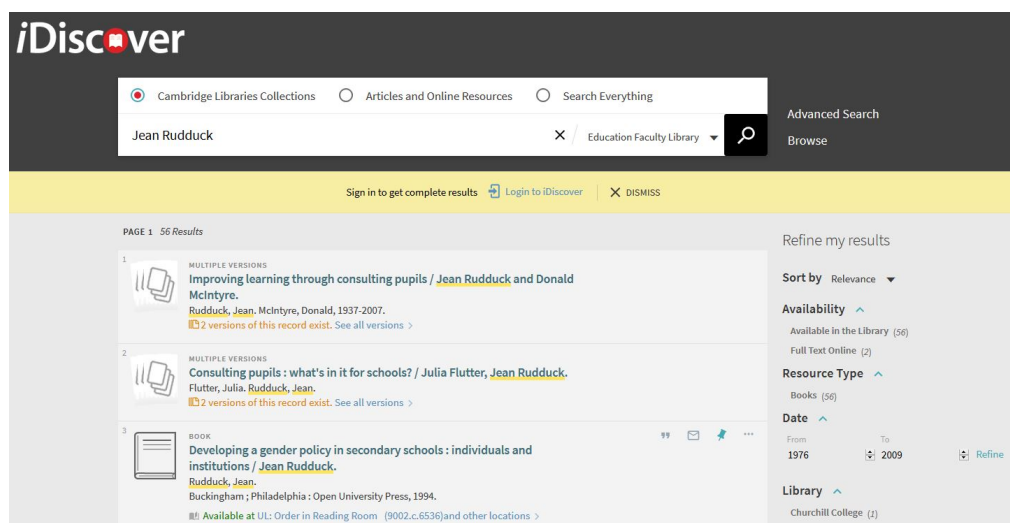 iDiscover
Cambridge Libraries Collections Articles and Online Resources Search Everything
Jean Rudduck Education Faculty Library
Advanced Search
Browse
Sign in to get complete results Login to iDiscover DISMISS
PAGE 1 56 Results
1
MULTIPLE VERSIONS
Improving learning through consulting pupils / Jean Rudduck and Donald
McIntyre.
Rudduck, Jean. McIntyre, Donald, 1937-2007.
2 versions of this record exist. See all versions >
2
MULTIPLE VERSIONS
Consulting pupils : what's in it for schools? / Julia Flutter, Jean Rudduck.
Flutter, Julia. Rudduck, Jean.
2 versions of this record exist. See all versions >
3
BOOK
Developing a gender policy in secondary schools : individuals and
institutions / Jean Rudduck.
Rudduck, Jean.
Buckingham ; Philadelphia : Open University Press, 1994.
Available at UL: Order in Reading Room (9002.c.6536)and other locations >
Refine my results
Sort by Relevance
Availability
Available in the Library (56)
Full Text Online (2)
Resource Type
Books (56)
Date
From To
1976 2009 Refine
Library
Churchill College (1)